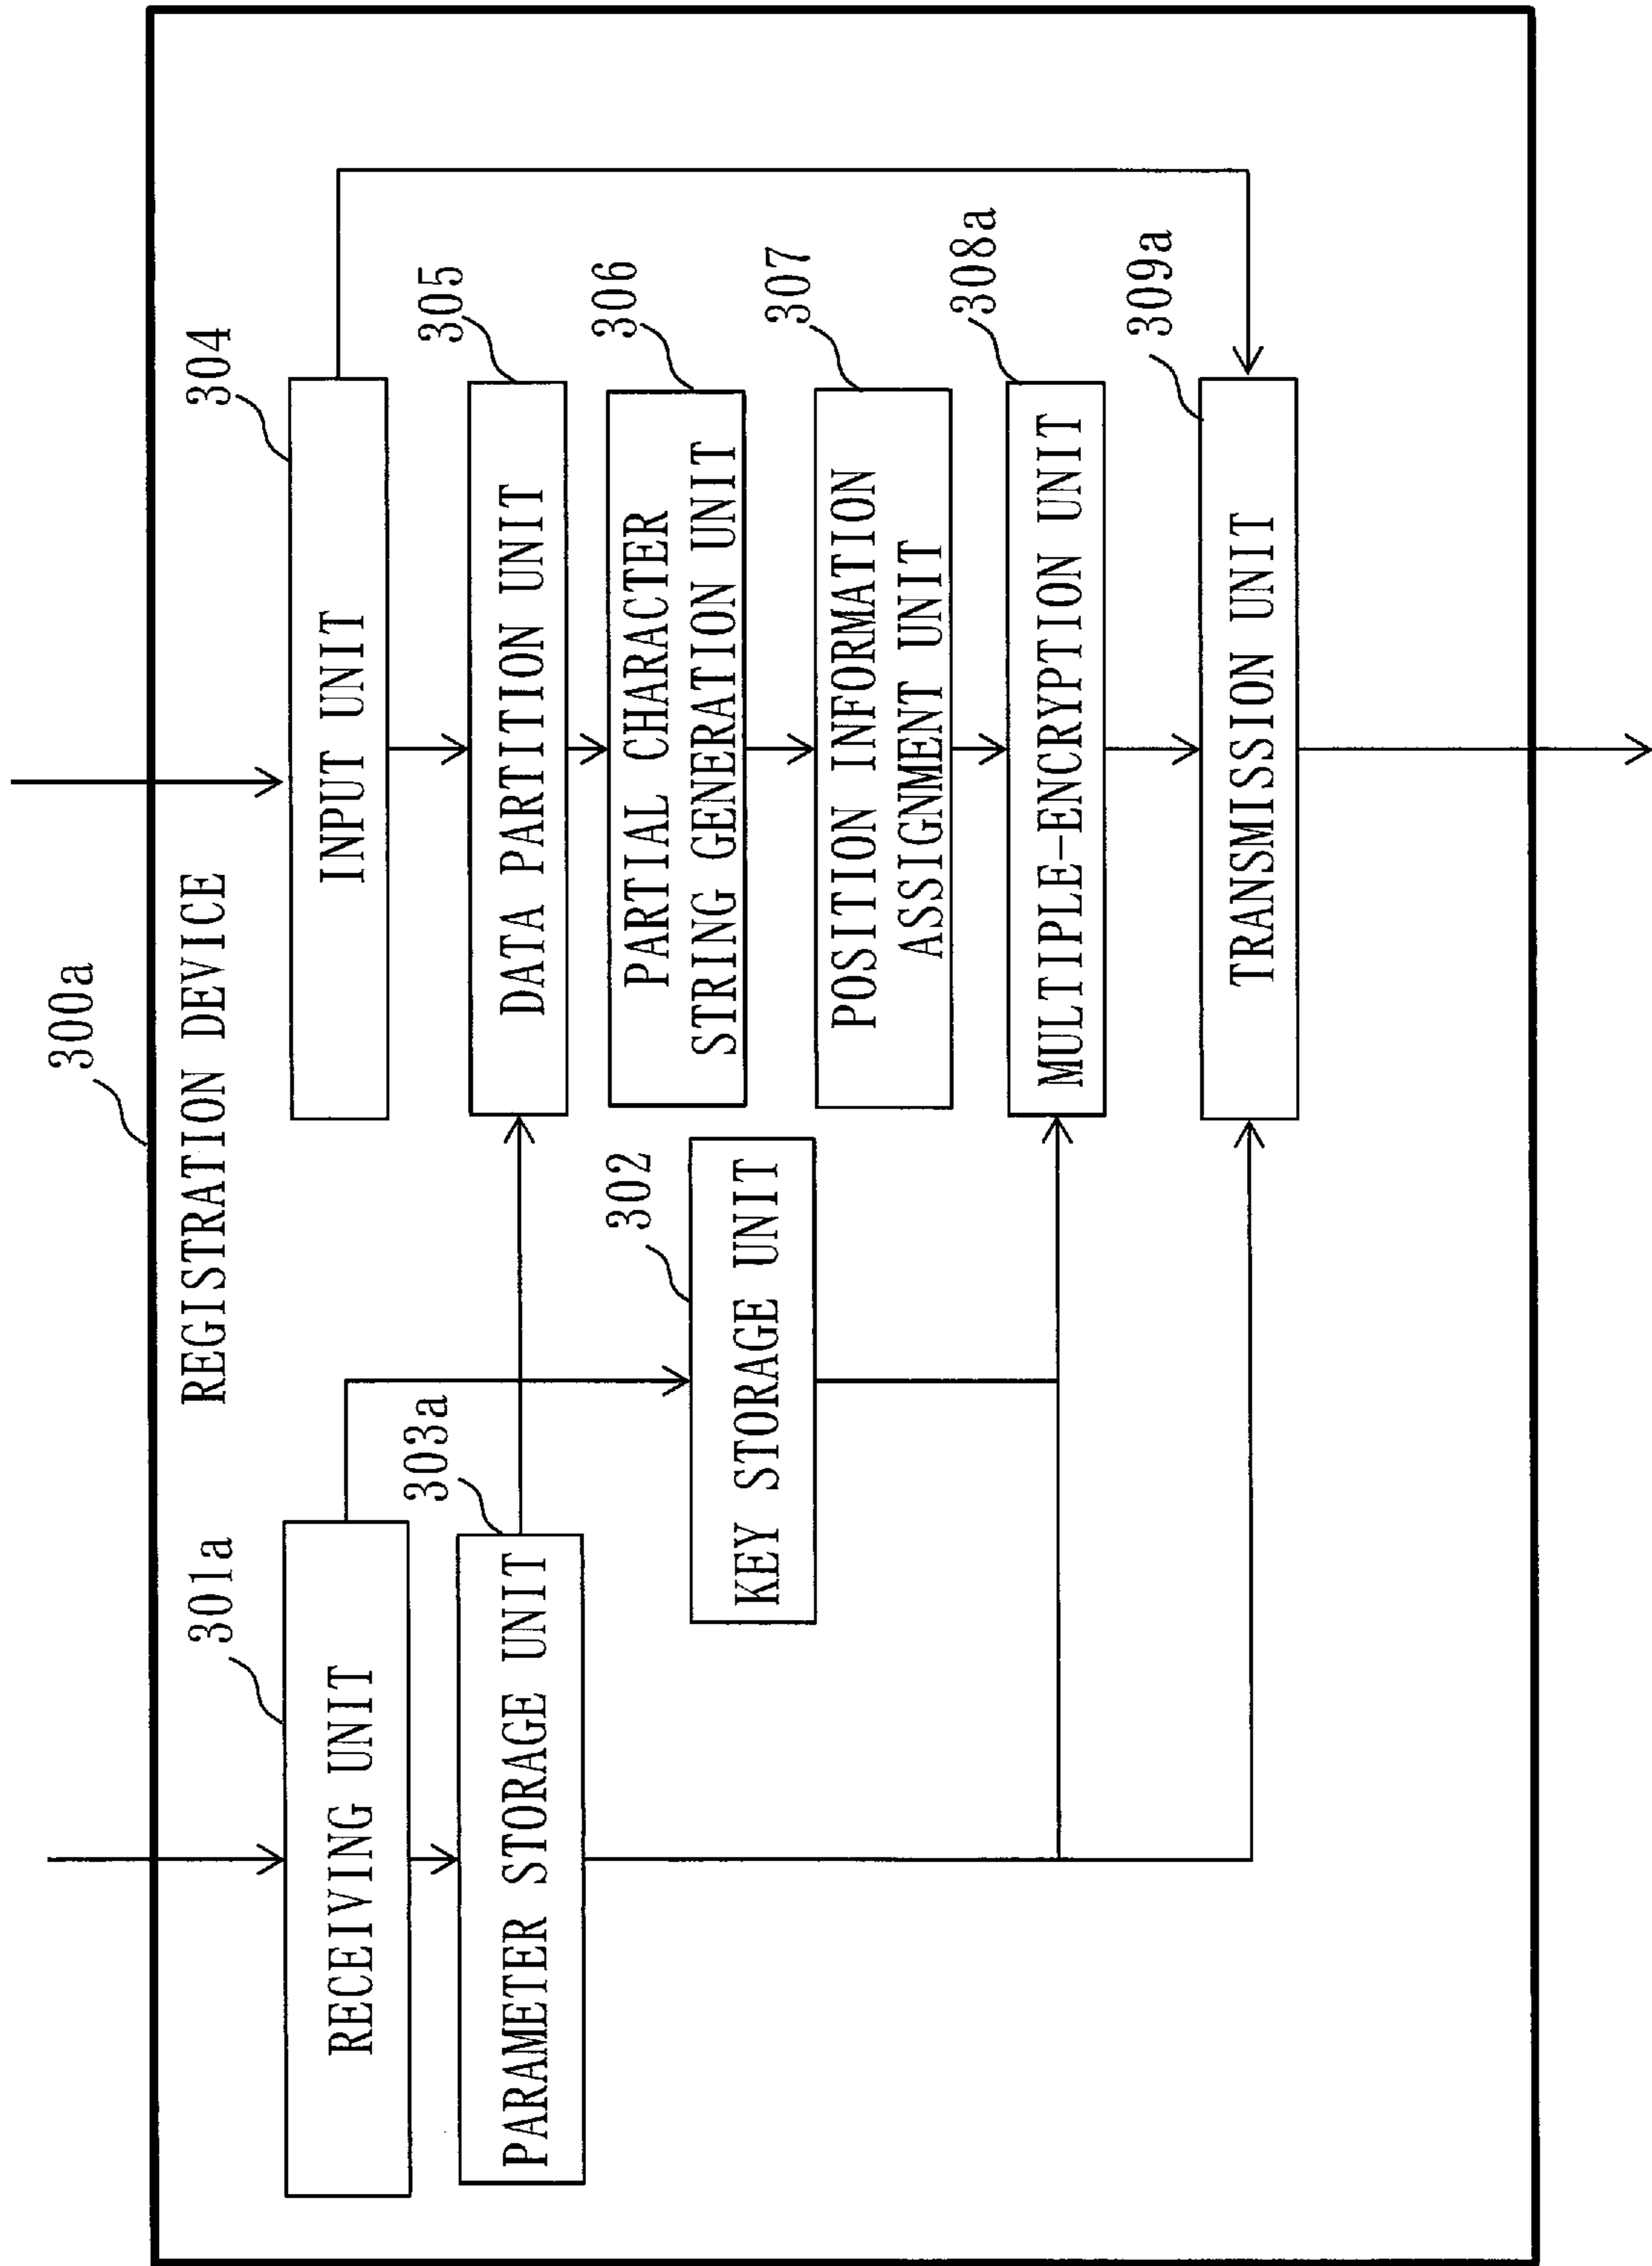 300a
REGISTRATION DEVICE
301a
RECEIVING UNIT
303a
PARAMETER STORAGE UNIT
302
KEY STORAGE UNIT
304
INPUT UNIT
305
DATA PARTITION UNIT
306
PARTIAL CHARACTER
STRING GENERATION UNIT
307
POSITION INFORMATION
ASSIGNMENT UNIT
308a
MULTIPLE-ENCRYPTION UNIT
309a
TRANSMISSION UNIT